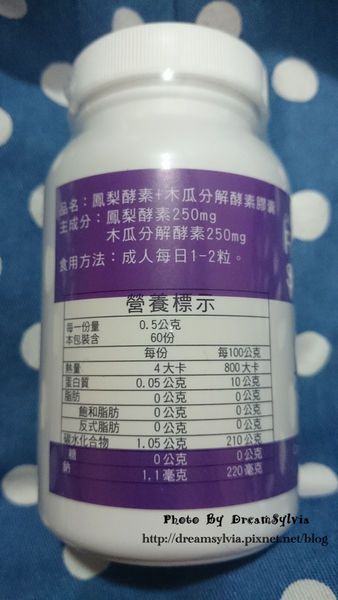 品名：鳳梨酵素+木瓜分解酵素膠囊
主成分：鳳梨酵素250mg
木瓜分解酵素250mg
食用方法：成人每日1-2粒。
營養標示
每一份量 0.5公克
本包裝含 60份
每份 每100公克
熱量 4大卡 800大卡
蛋白質 0.05公克 10公克
脂肪 0公克 0公克
飽和脂肪 0公克 0公克
反式脂肪 0公克 0公克
碳水化合物 1.05公克 210公克
糖 0公克 0公克
鈉 1.1毫克 220毫克
Photo By DreamSylvia
http://dreamsylvia.pixnet.net/blog